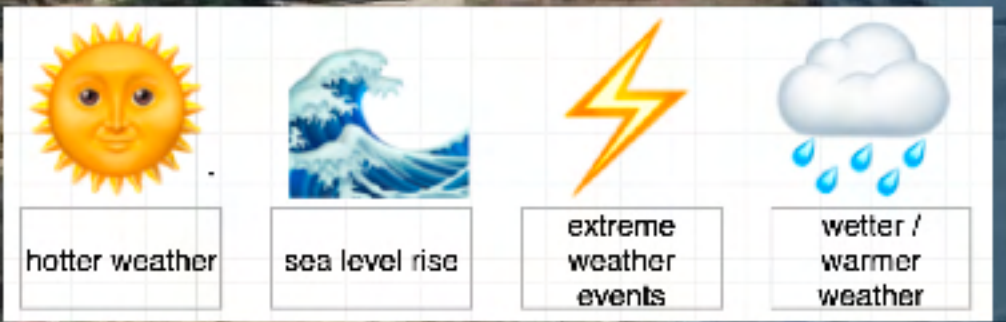 hotter weather
sea level rise
extreme
weather
events
wetter /
warmer
weather